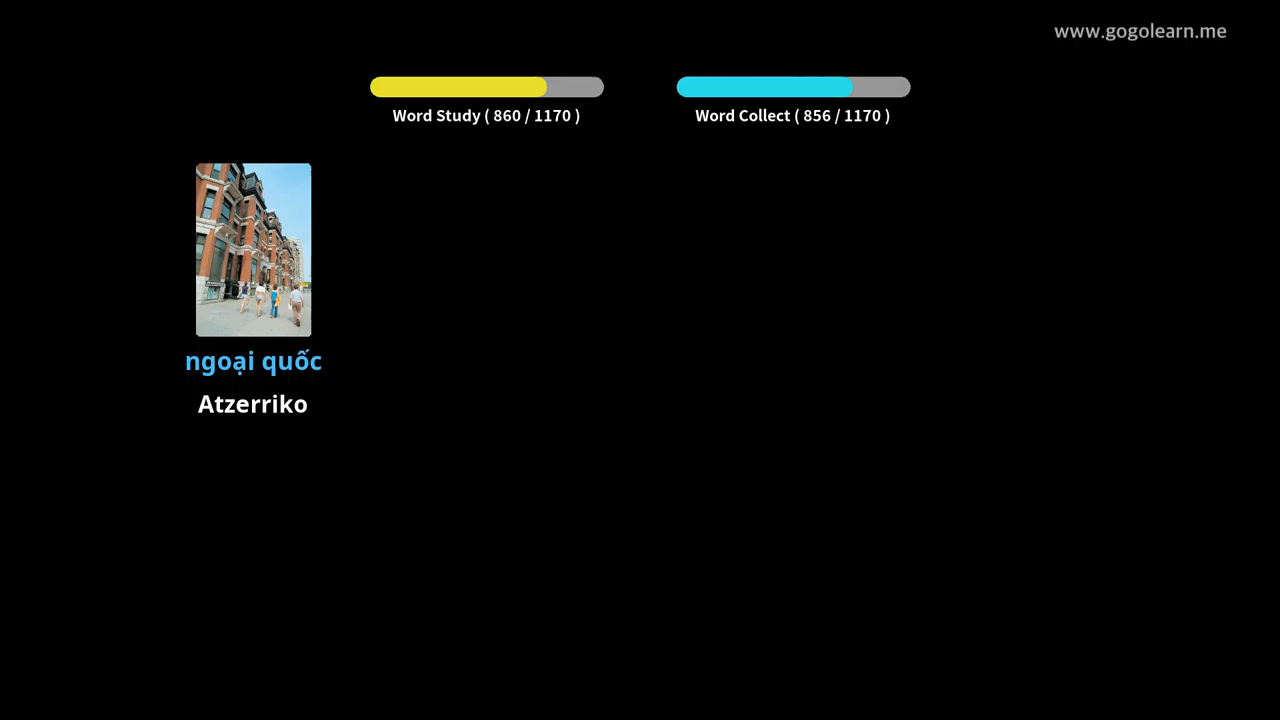 www.gogolearn.me
Word Study ( 860 / 1170 )
Word Collect ( 856 / 1170 )
ngoại quốc
Atzerriko